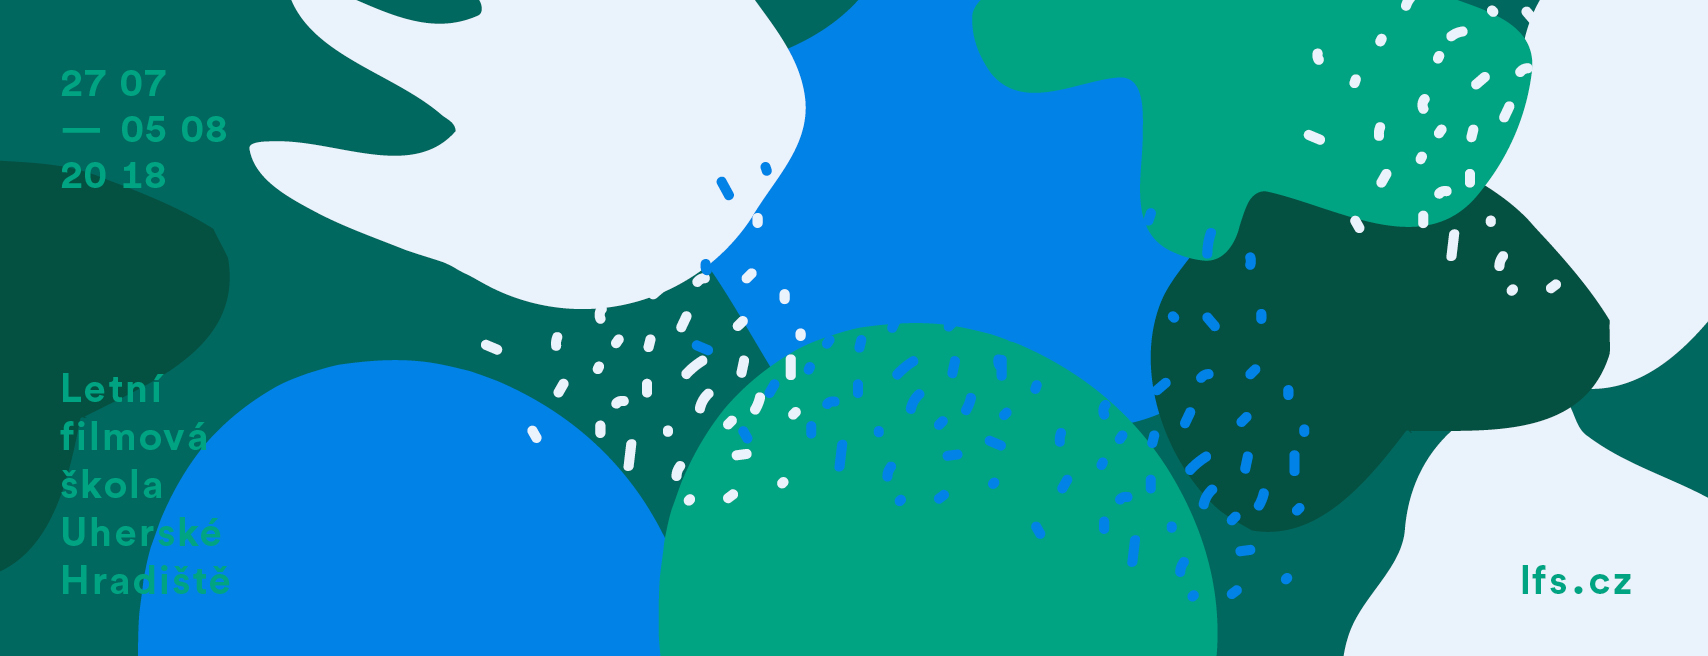 27 07
— 05 08
20 18
Letní
filmová
škola
Uherské
Hradiště
lfs.cz